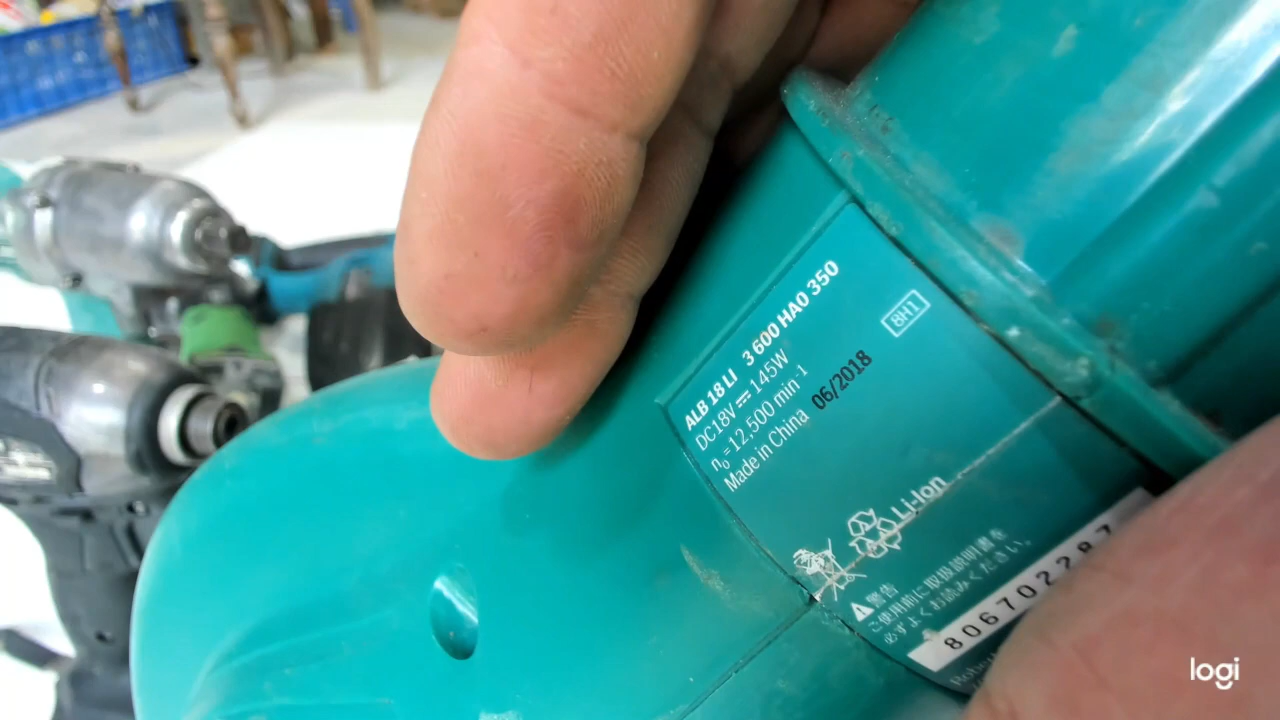 ALB 18 LI 3 600 HA0 350
DC18V ⎓ 145W
n₀ = 12,500 min⁻¹
Made in China 06/2018
8H1
Li-Ion
⚠ 警告
ご使用前に取扱説明書を
必ずよくお読みください。
806702287
logi